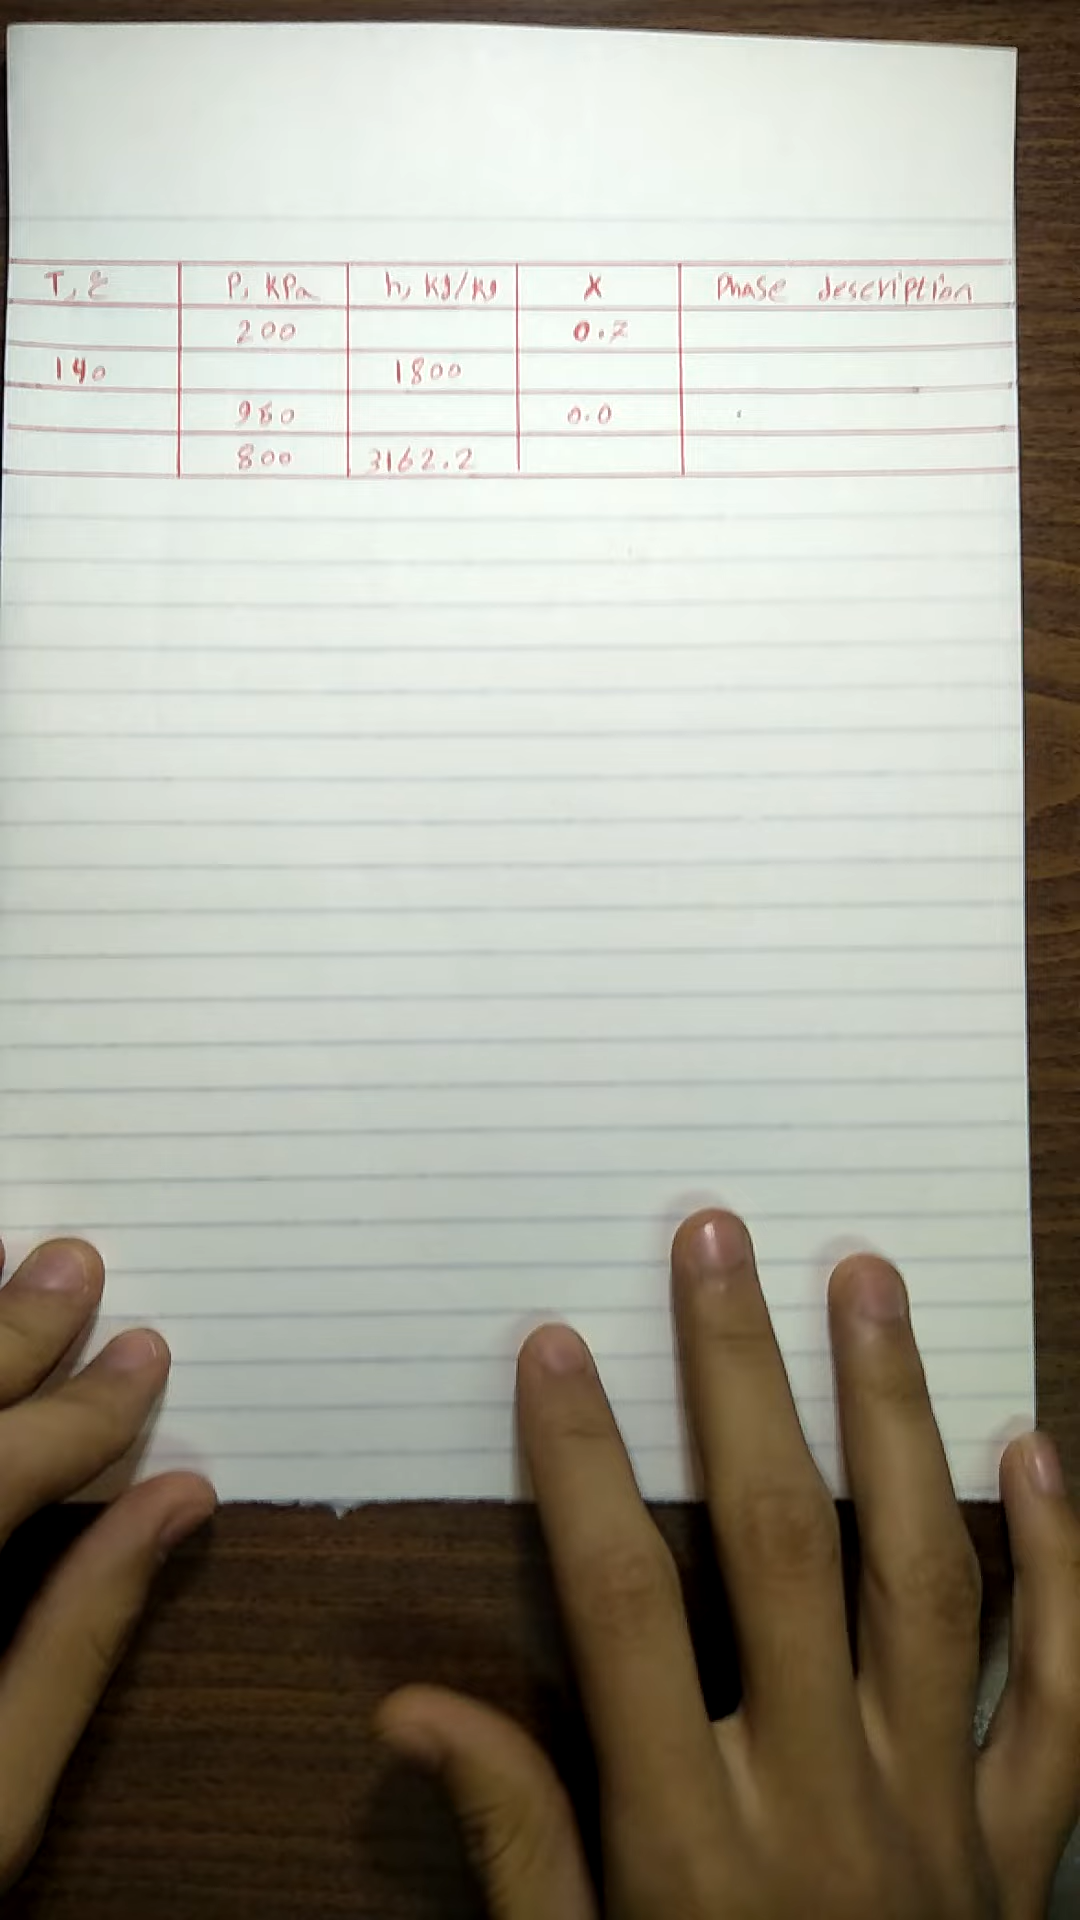 T, C P, kPa h, kJ/kg X Phase description
200 0.7
140 1800
950 0.0
800 3162.2